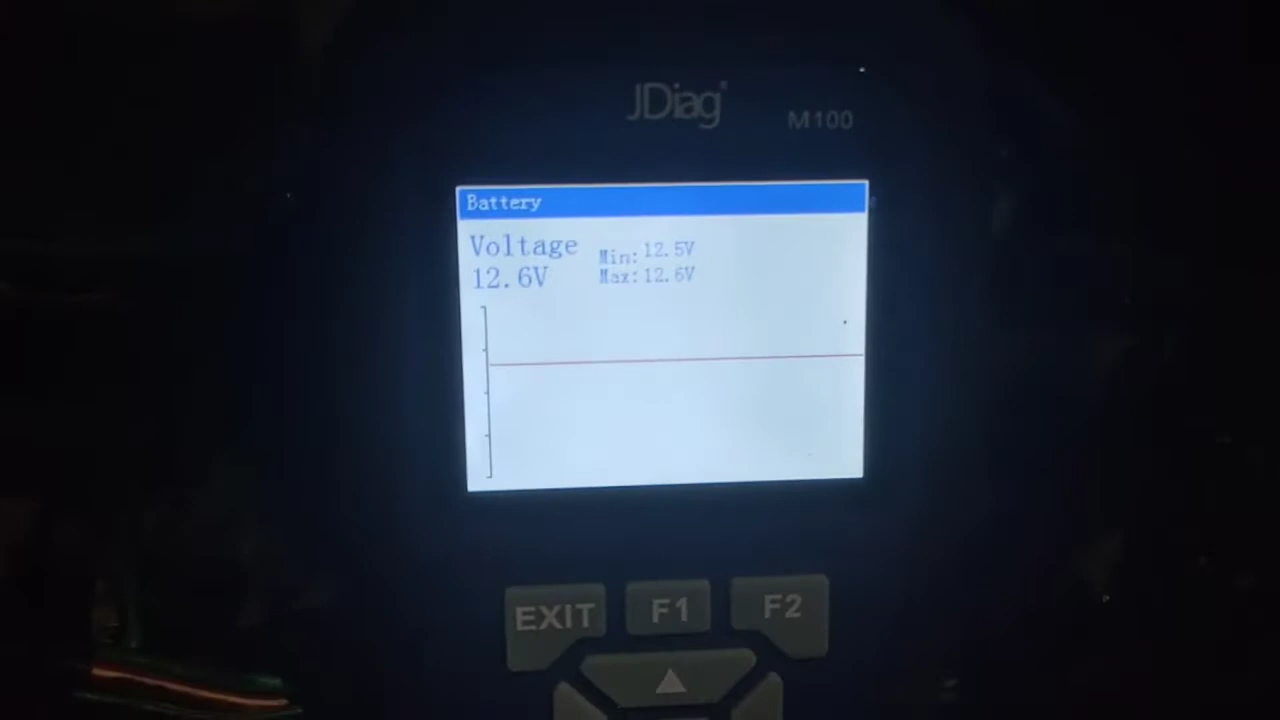 JDiag
M100
Battery
Voltage
12.6V
Min: 12.5V
Max: 12.6V
EXIT
F1
F2